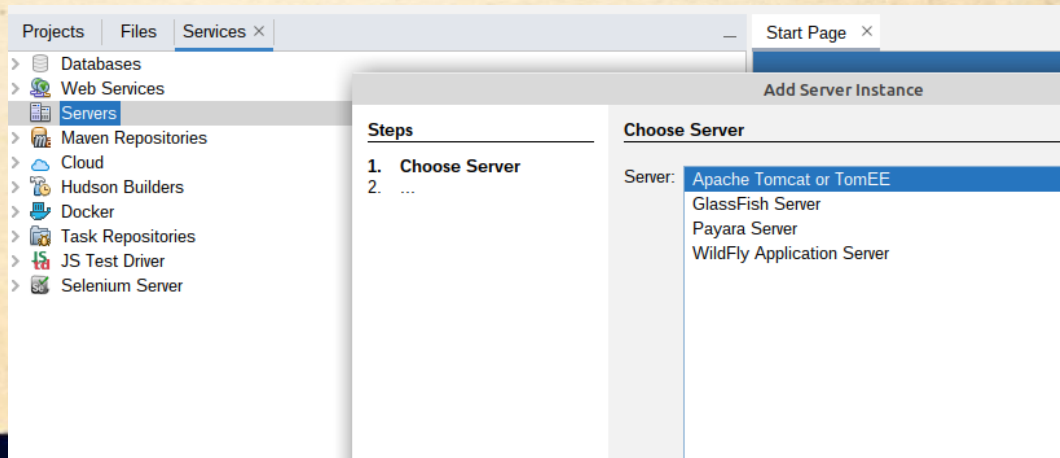 Projects Files Services ×
Start Page ×
Databases
Web Services
Servers
Maven Repositories
Cloud
Hudson Builders
Docker
Task Repositories
JS Test Driver
Selenium Server
Add Server Instance
Steps
1. Choose Server
2. ...
Choose Server
Server: Apache Tomcat or TomEE
GlassFish Server
Payara Server
WildFly Application Server